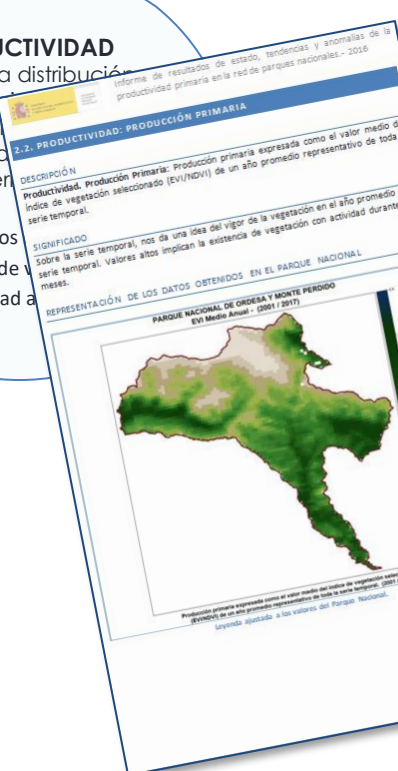 UCTIVIDAD
a distribución
os
de v
ad a
Informe de resultados de estado, tendencias y anomalías de la
productividad primaria en la red de parques nacionales.- 2016
2.2. PRODUCTIVIDAD: PRODUCCIÓN PRIMARIA
DESCRIPCIÓN
Productividad. Producción Primaria: Producción primaria expresada como el valor medio d
índice de vegetación seleccionado (EVI/NDVI) de un año promedio representativo de toda
serie temporal.
SIGNIFICADO
Sobre la serie temporal, nos da una idea del vigor de la vegetación en el año promedio
serie temporal. Valores altos implican la existencia de vegetación con actividad durante
meses.
REPRESENTACIÓN DE LOS DATOS OBTENIDOS EN EL PARQUE NACIONAL
PARQUE NACIONAL DE ORDESA Y MONTE PERDIDO
EVI Medio Anual - (2001 / 2017)
Producción primaria expresada como el valor medio del índice de vegetación selec
(EVI/NDVI) de un año promedio representativo de toda la serie temporal. (2001 /
Leyenda ajustada a los valores del Parque Nacional.